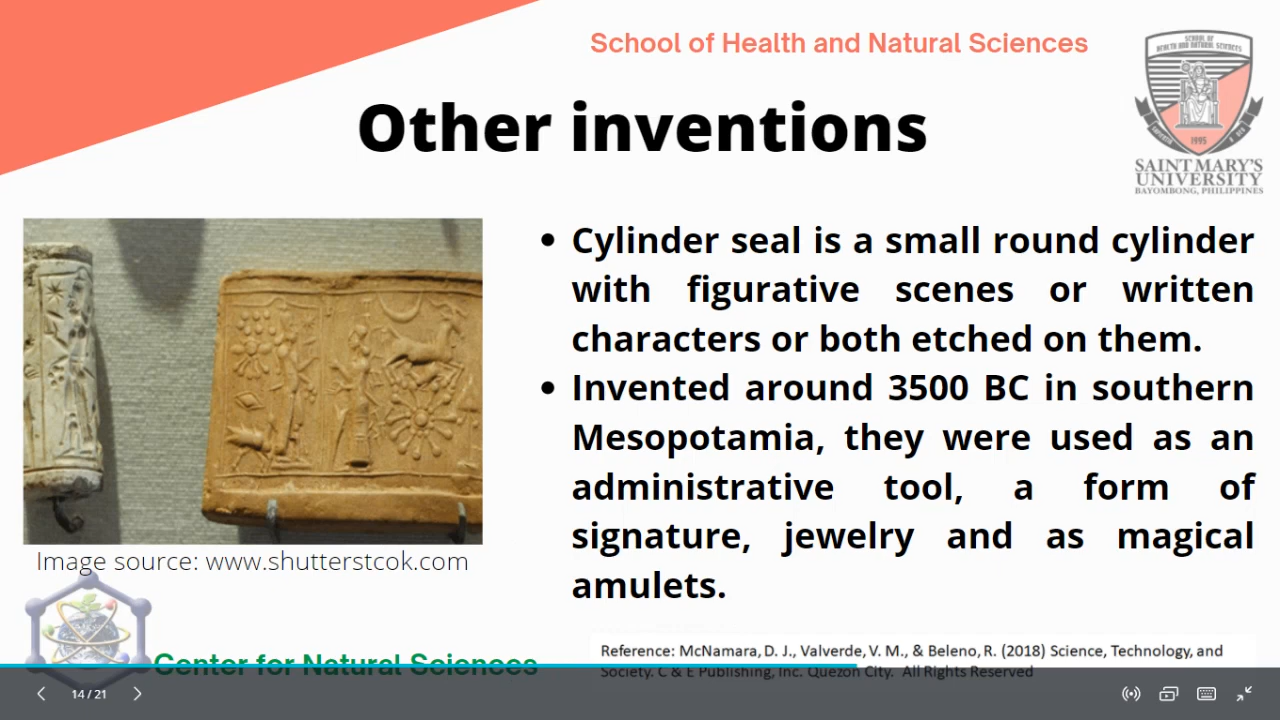 School of Health and Natural Sciences
SCHOOL OF
HEALTH AND NATURAL SCIENCES
1995
SAINT MARY'S
UNIVERSITY
BAYOMBONG, PHILIPPINES
Other inventions
• Cylinder seal is a small round cylinder
with figurative scenes or written
characters or both etched on them.
• Invented around 3500 BC in southern
Mesopotamia, they were used as an
administrative tool, a form of
signature, jewelry and as magical
amulets.
Image source: www.shutterstcok.com
Center for Natural Sciences
Reference: McNamara, D. J., Valverde, V. M., & Beleno, R. (2018) Science, Technology, and
Society. C & E Publishing, Inc. Quezon City. All Rights Reserved
14 / 21